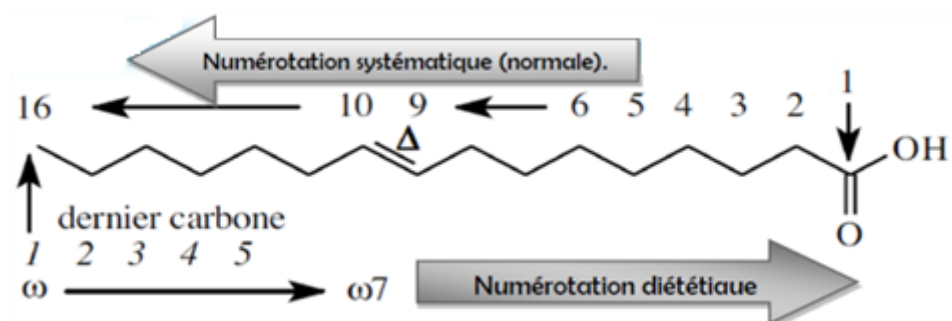 Numérotation systématique (normale).
16 10 9 6 5 4 3 2 1
Δ
OH
dernier carbone
O
1 2 3 4 5
ω ω7
Numérotation diététiaue